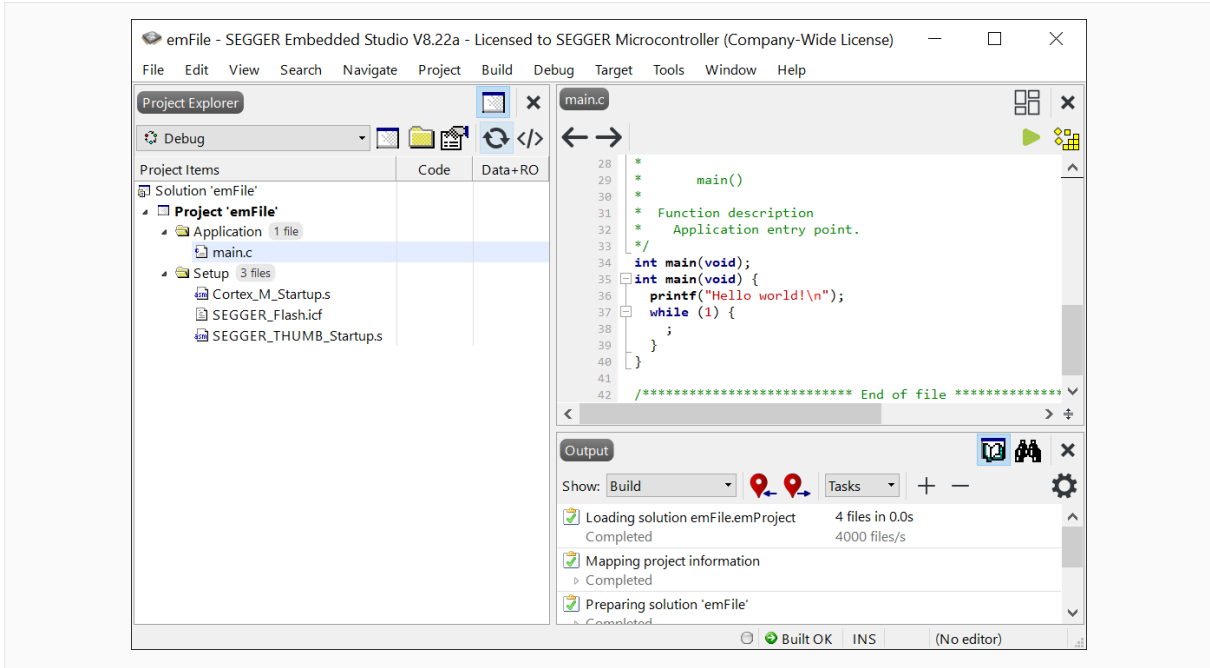 emFile - SEGGER Embedded Studio V8.22a - Licensed to SEGGER Microcontroller (Company-Wide License)
File Edit View Search Navigate Project Build Debug Target Tools Window Help
Project Explorer
Debug
Project Items Code Data+RO
Solution 'emFile'
Project 'emFile'
Application 1 file
main.c
Setup 3 files
Cortex_M_Startup.s
SEGGER_Flash.icf
SEGGER_THUMB_Startup.s
main.c
28 *
29 * main()
30 *
31 * Function description
32 * Application entry point.
33 */
34 int main(void);
35 int main(void) {
36 printf("Hello world!\n");
37 while (1) {
38 ;
39 }
40 }
41
42 /*************************** End of file **************
Output
Show: Build Tasks
Loading solution emFile.emProject 4 files in 0.0s
Completed 4000 files/s
Mapping project information
Completed
Preparing solution 'emFile'
Completed
Built OK INS (No editor)